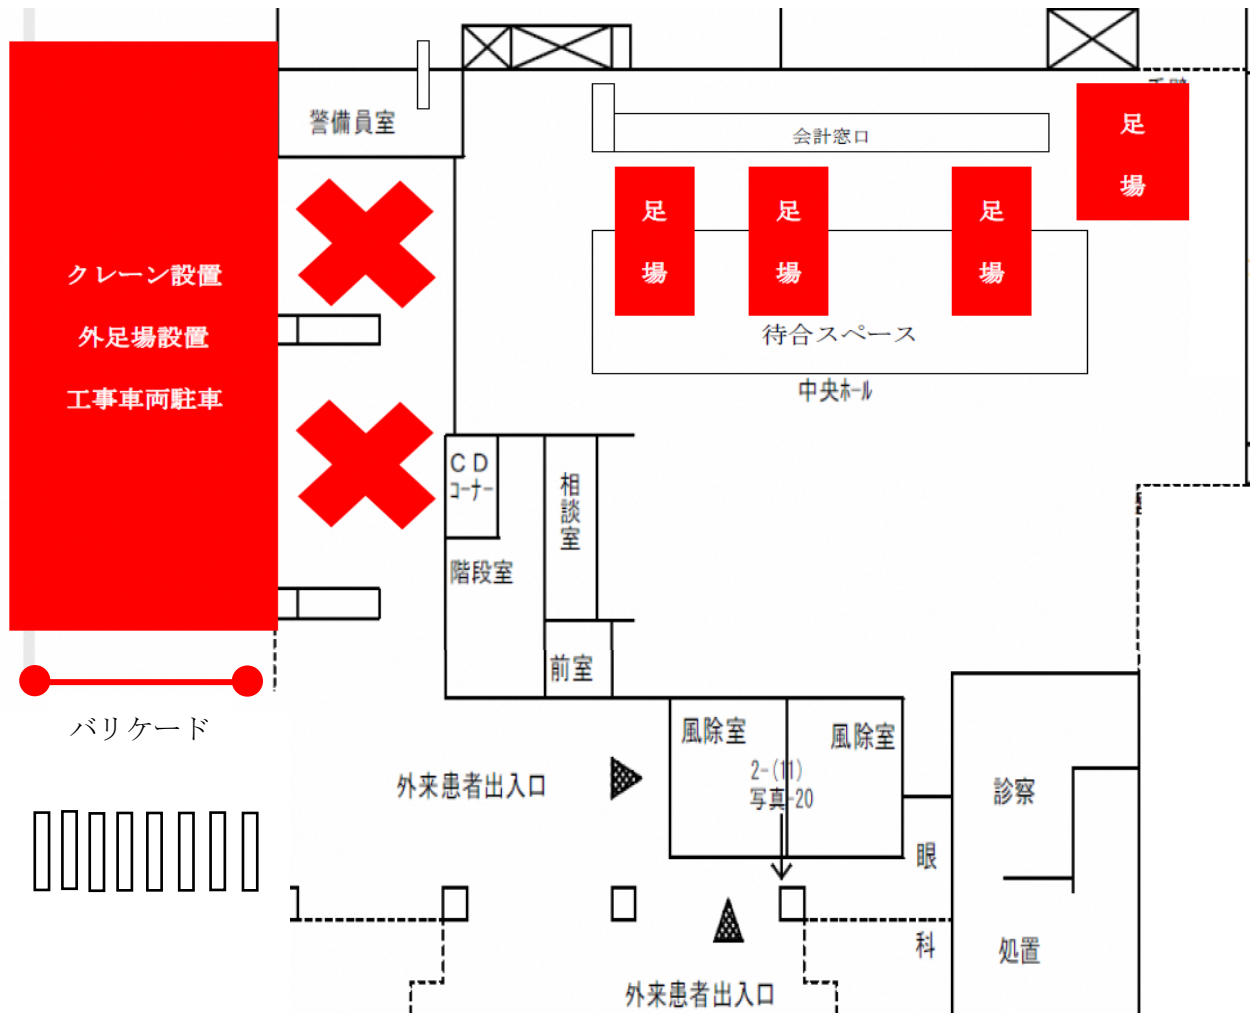 警備員室
会計窓口
足
場
足
場
足
場
足
場
クレーン設置
外足場設置
工事車両駐車
待合スペース
中央ホール
CD
コーナー
相談室
階段室
前室
バリケード
風除室
風除室
2-(11)
写真-20
外来患者出入口
診察
眼
科
処置
外来患者出入口